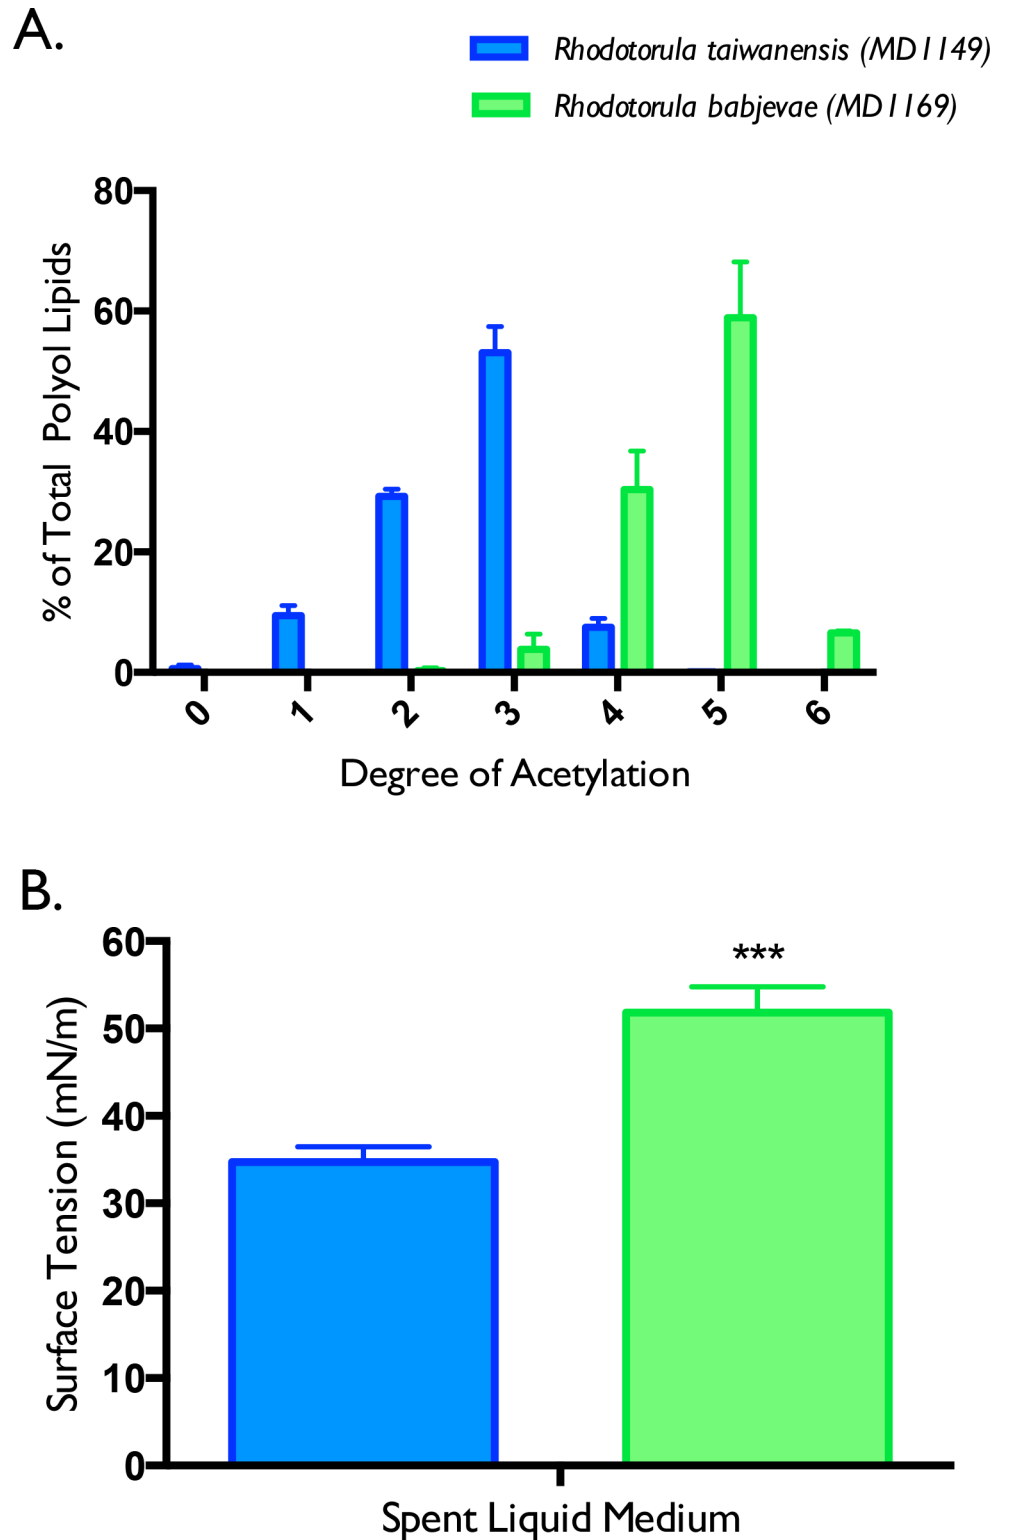 A.
Rhodotorula taiwanensis (MD1149)
Rhodotorula babjevae (MD1169)
80
60
40
20
0
% of Total Polyol Lipids
0 1 2 3 4 5 6
Degree of Acetylation
B.
60
50
40
30
20
10
0
Surface Tension (mN/m)
***
Spent Liquid Medium